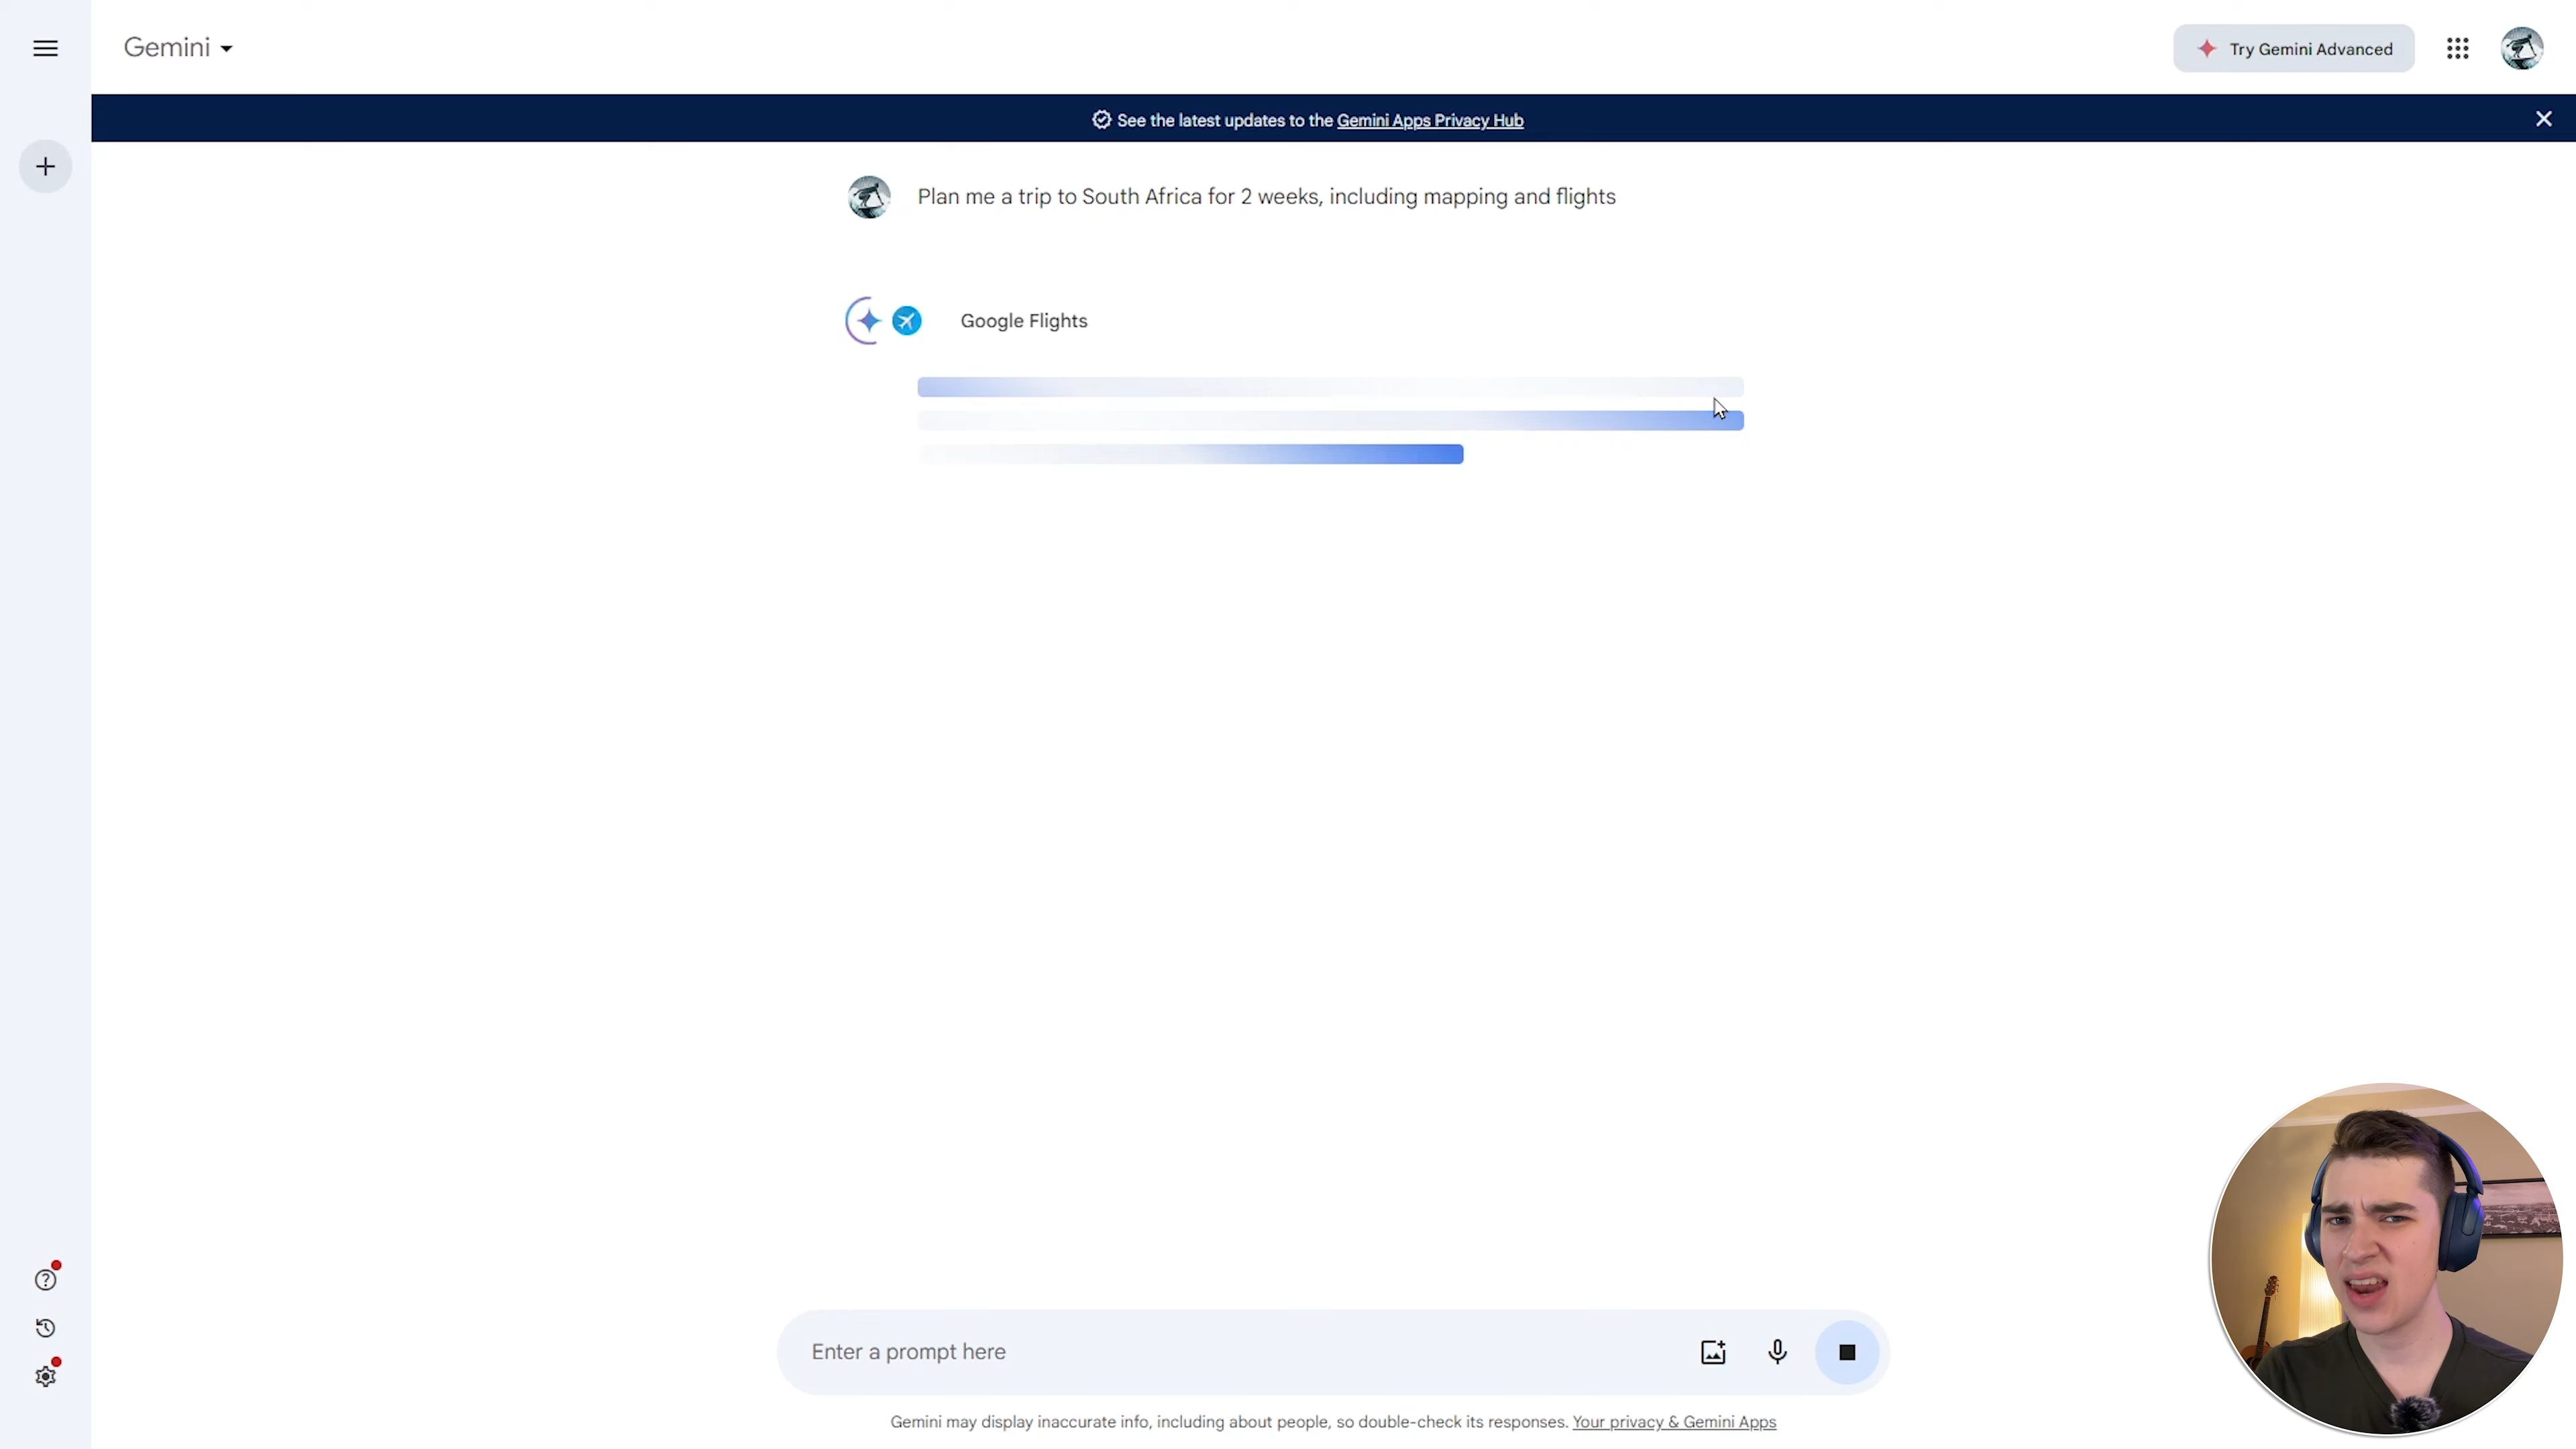 Gemini
Try Gemini Advanced
See the latest updates to the Gemini Apps Privacy Hub
Plan me a trip to South Africa for 2 weeks, including mapping and flights
Google Flights
Enter a prompt here
Gemini may display inaccurate info, including about people, so double-check its responses. Your privacy & Gemini Apps